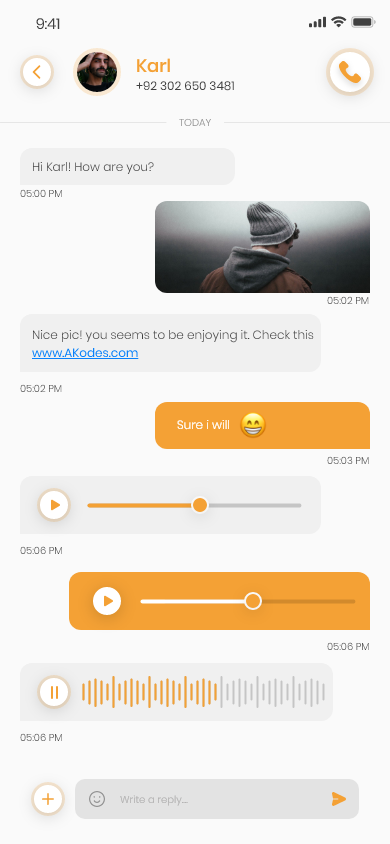 9:41
Karl
+92 302 650 3481
TODAY
Hi Karl! How are you?
05:00 PM
05:02 PM
Nice pic! you seems to be enjoying it. Check this
www.AKodes.com
05:02 PM
Sure i will 😁
05:03 PM
05:06 PM
05:06 PM
05:06 PM
Write a reply...